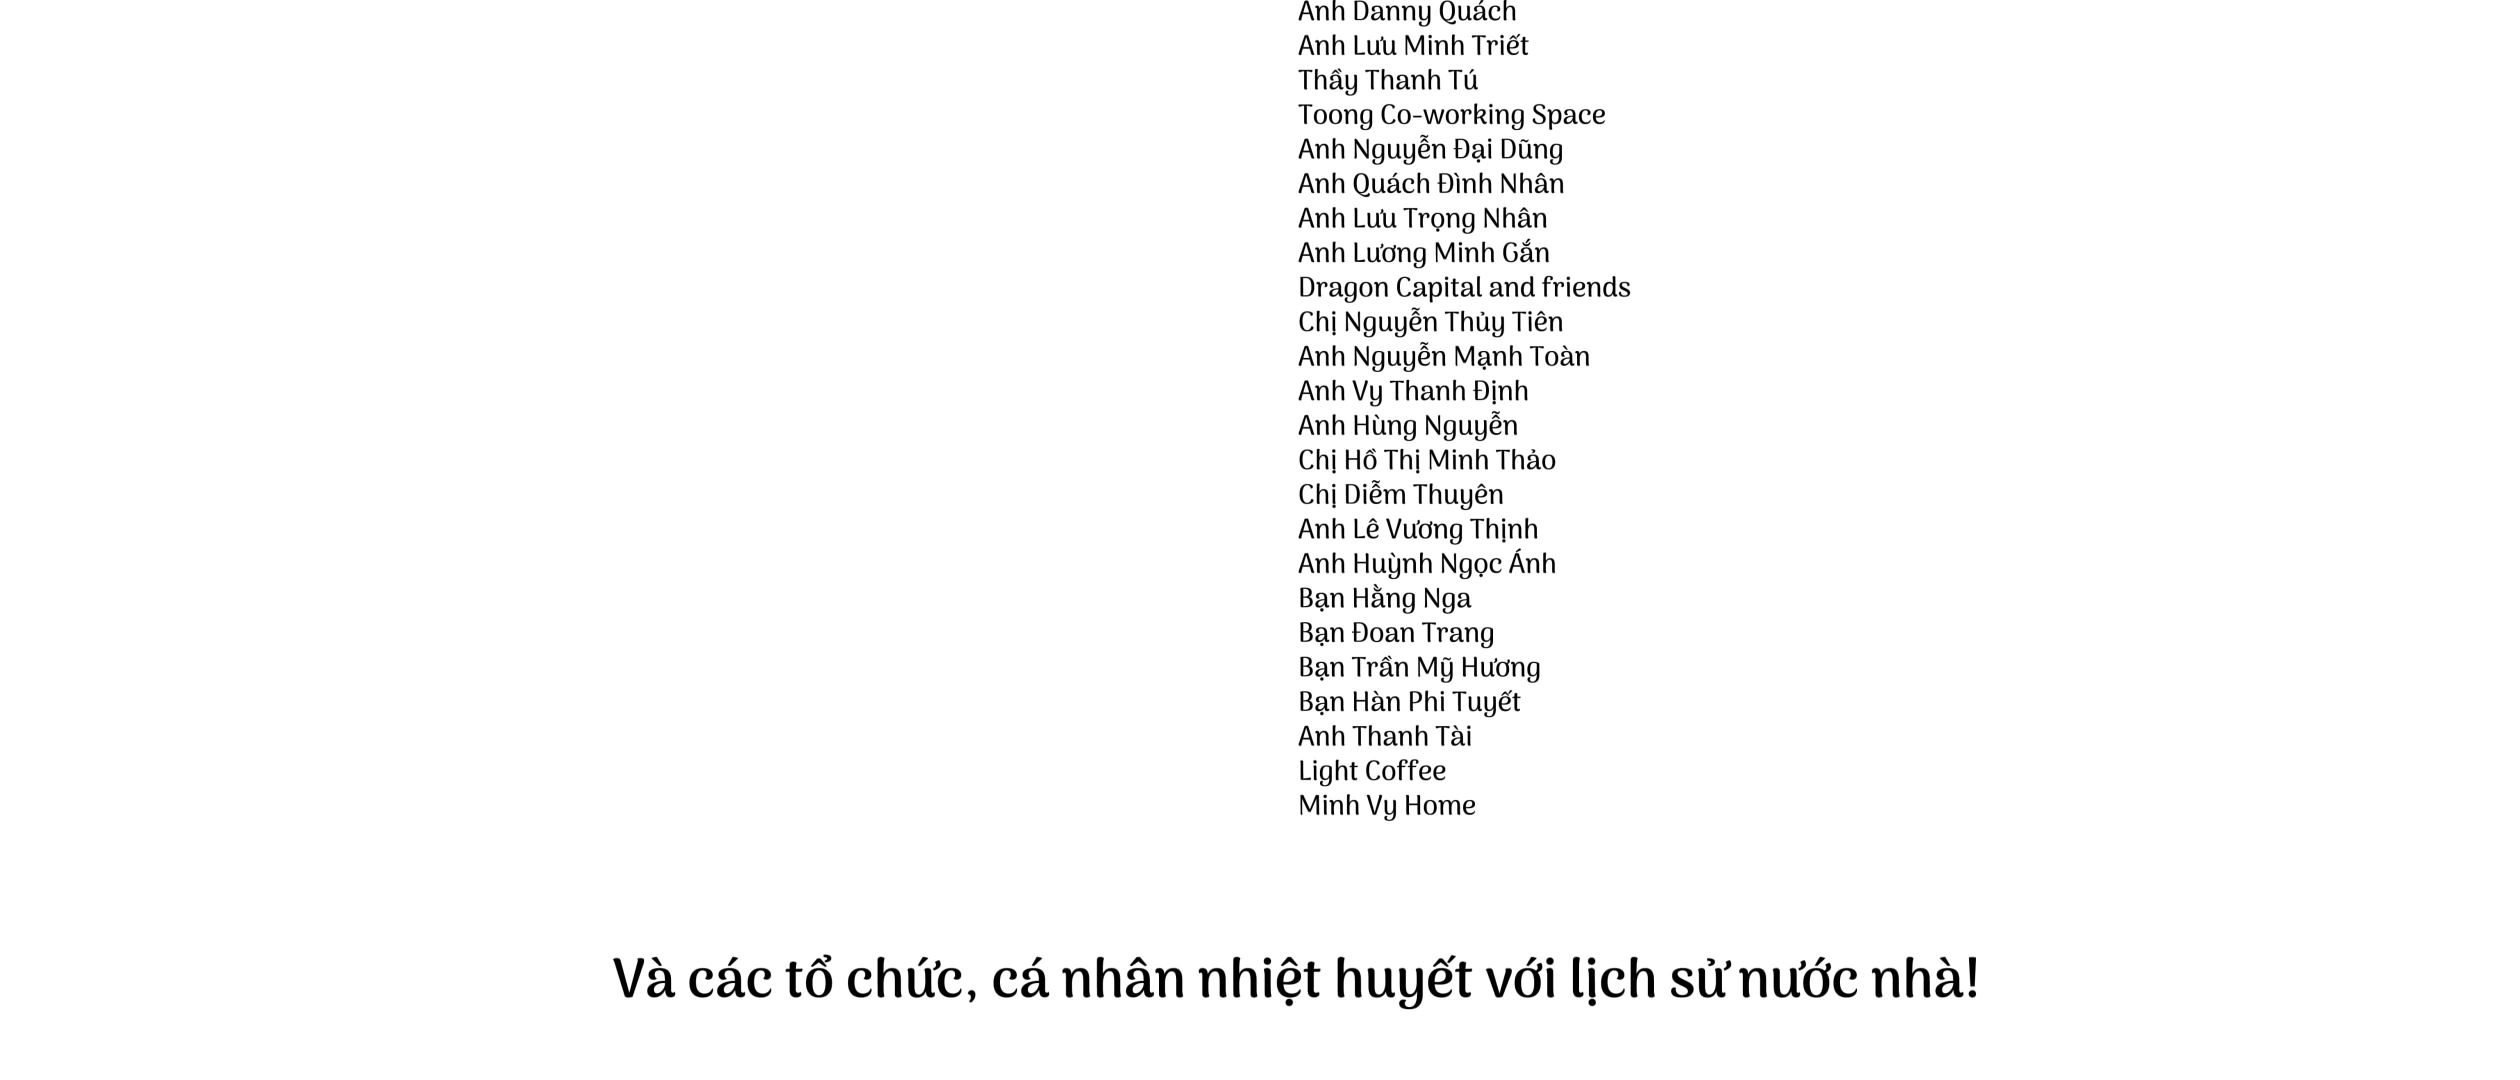 Anh Danny Quách
Anh Lưu Minh Triết
Thầy Thanh Tú
Toong Co-working Space
Anh Nguyễn Đại Dũng
Anh Quách Đình Nhân
Anh Lưu Trọng Nhân
Anh Lương Minh Gắn
Dragon Capital and friends
Chị Nguyễn Thủy Tiên
Anh Nguyễn Mạnh Toàn
Anh Vy Thanh Định
Anh Hùng Nguyễn
Chị Hồ Thị Minh Thảo
Chị Diễm Thuyên
Anh Lê Vương Thịnh
Anh Huỳnh Ngọc Ánh
Bạn Hằng Nga
Bạn Đoan Trang
Bạn Trần Mỹ Hương
Bạn Hàn Phi Tuyết
Anh Thanh Tài
Light Coffee
Minh Vy Home
Và các tổ chức, cá nhân nhiệt huyết với lịch sử nước nhà!